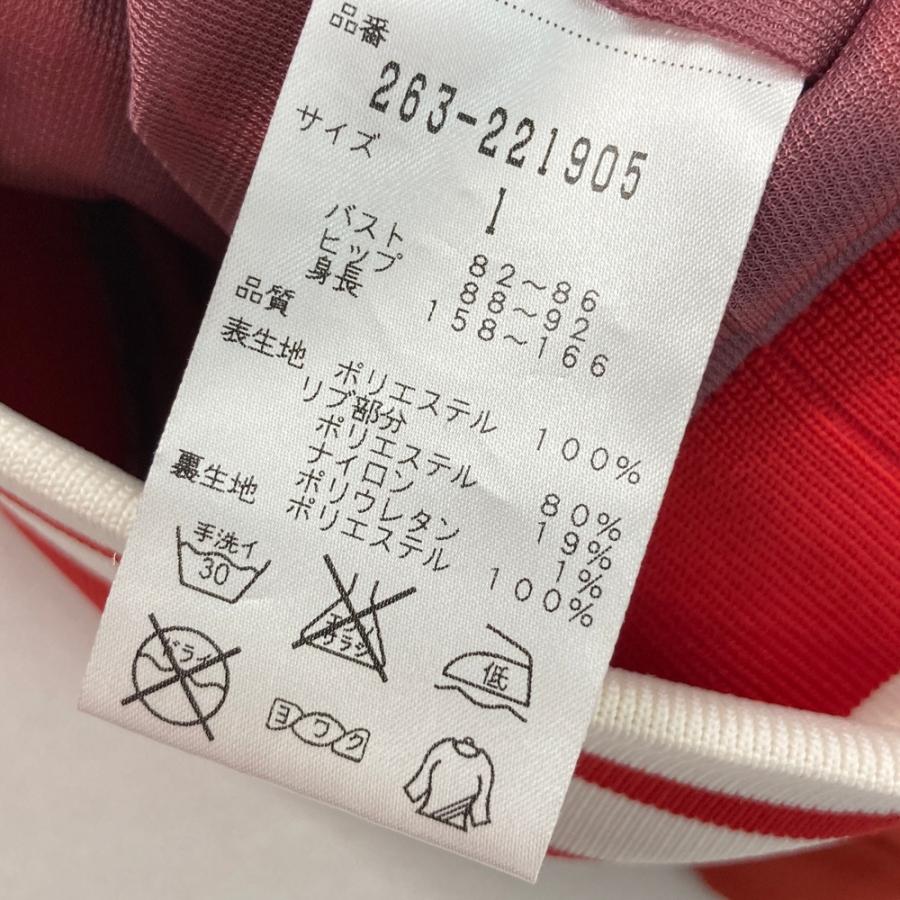 品番
263-221905
サイズ
1
バスト 82～86
ヒップ 88～92
身長 158～166
品質
表生地 ポリエステル 100%
リブ部分
ポリエステル 80%
ナイロン 19%
ポリウレタン 1%
裏生地 ポリエステル 100%
手洗イ
30
エンソ
サラシ
低
ドライ
ヨワク